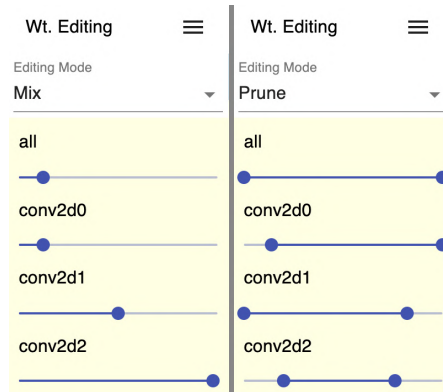 Wt. Editing
Editing Mode
Mix
all
conv2d0
conv2d1
conv2d2
Wt. Editing
Editing Mode
Prune
all
conv2d0
conv2d1
conv2d2